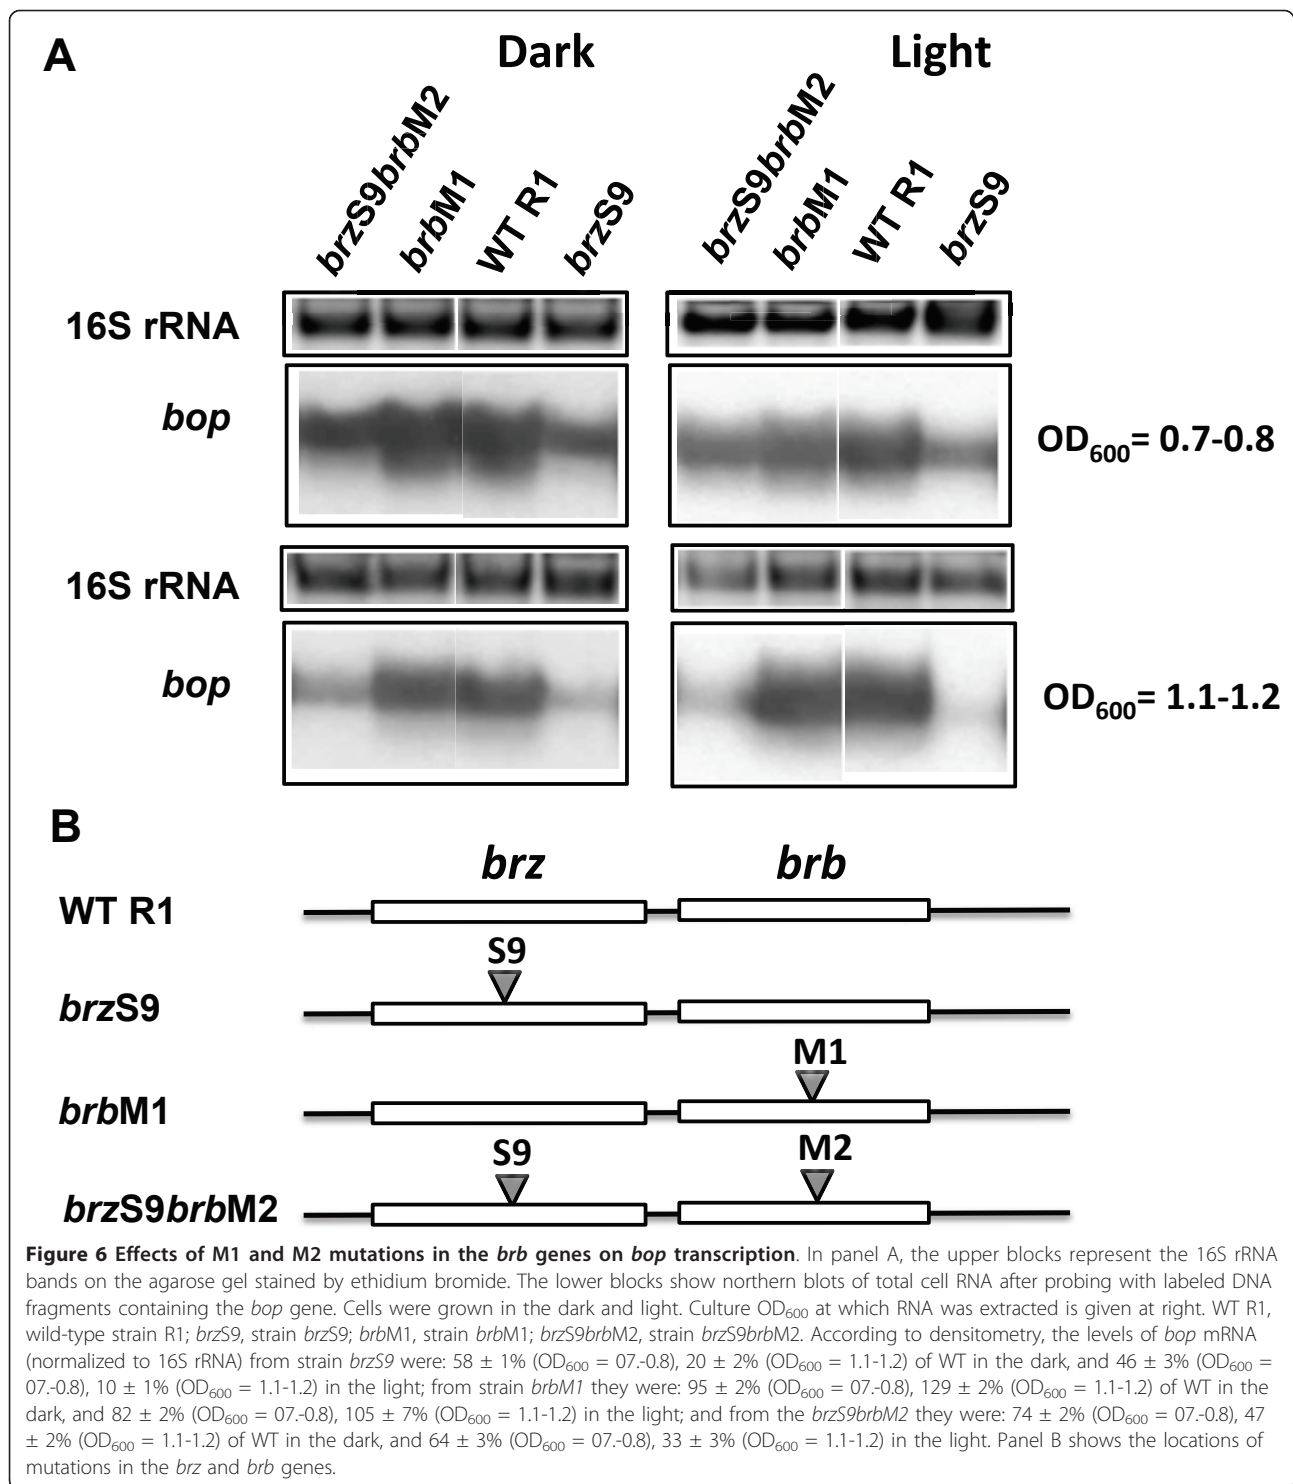 A
Dark
Light
brzS9brbM2
brbM1
WT R1
brzS9
brzS9brbM2
brbM1
WT R1
brzS9
16S rRNA
bop
OD600= 0.7-0.8
16S rRNA
bop
OD600= 1.1-1.2
B
brz
brb
WT R1
S9
brzS9
M1
brbM1
S9
M2
brzS9brbM2
Figure 6 Effects of M1 and M2 mutations in the brb genes on bop transcription. In panel A, the upper blocks represent the 16S rRNA
bands on the agarose gel stained by ethidium bromide. The lower blocks show northern blots of total cell RNA after probing with labeled DNA
fragments containing the bop gene. Cells were grown in the dark and light. Culture OD600 at which RNA was extracted is given at right. WT R1,
wild-type strain R1; brzS9, strain brzS9; brbM1, strain brbM1; brzS9brbM2, strain brzS9brbM2. According to densitometry, the levels of bop mRNA
(normalized to 16S rRNA) from strain brzS9 were: 58 ± 1% (OD600 = 07.-0.8), 20 ± 2% (OD600 = 1.1-1.2) of WT in the dark, and 46 ± 3% (OD600 =
07.-0.8), 10 ± 1% (OD600 = 1.1-1.2) in the light; from strain brbM1 they were: 95 ± 2% (OD600 = 07.-0.8), 129 ± 2% (OD600 = 1.1-1.2) of WT in the
dark, and 82 ± 2% (OD600 = 07.-0.8), 105 ± 7% (OD600 = 1.1-1.2) in the light; and from the brzS9brbM2 they were: 74 ± 2% (OD600 = 07.-0.8), 47
± 2% (OD600 = 1.1-1.2) of WT in the dark, and 64 ± 3% (OD600 = 07.-0.8), 33 ± 3% (OD600 = 1.1-1.2) in the light. Panel B shows the locations of
mutations in the brz and brb genes.